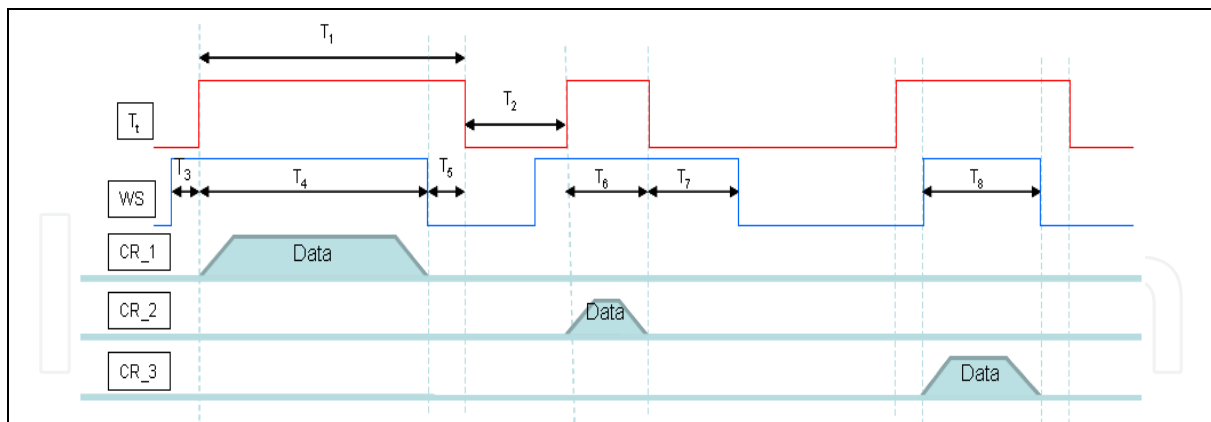 T1
Tt
T2
WS
T3
T4
T5
T6
T7
T8
CR_1
Data
CR_2
Data
CR_3
Data